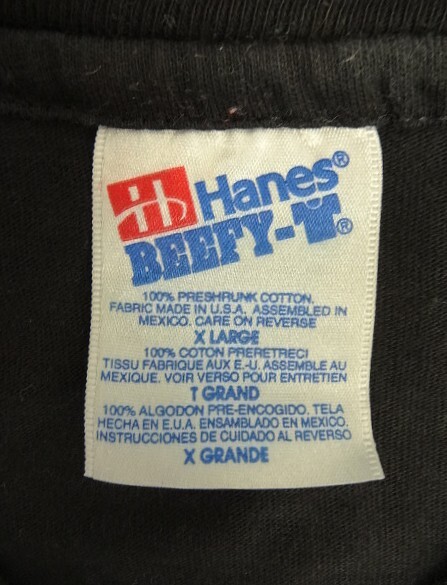 Hanes®
BEEFY-T®
100% PRESHRUNK COTTON.
FABRIC MADE IN U.S.A. ASSEMBLED IN
MEXICO. CARE ON REVERSE
X LARGE
100% COTON PRERETRECI
TISSU FABRIQUE AUX E.-U. ASSEMBLE AU
MEXIQUE. VOIR VERSO POUR ENTRETIEN
T GRAND
100% ALGODON PRE-ENCOGIDO. TELA
HECHA EN E.U.A. ENSAMBLADO EN MEXICO.
INSTRUCCIONES DE CUIDADO AL REVERSO
X GRANDE